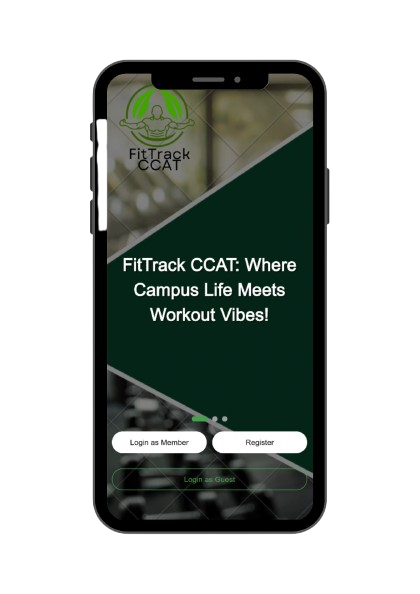 FitTrack
CCAT
FitTrack CCAT: Where
Campus Life Meets
Workout Vibes!
Login as Member
Register
Login as Guest